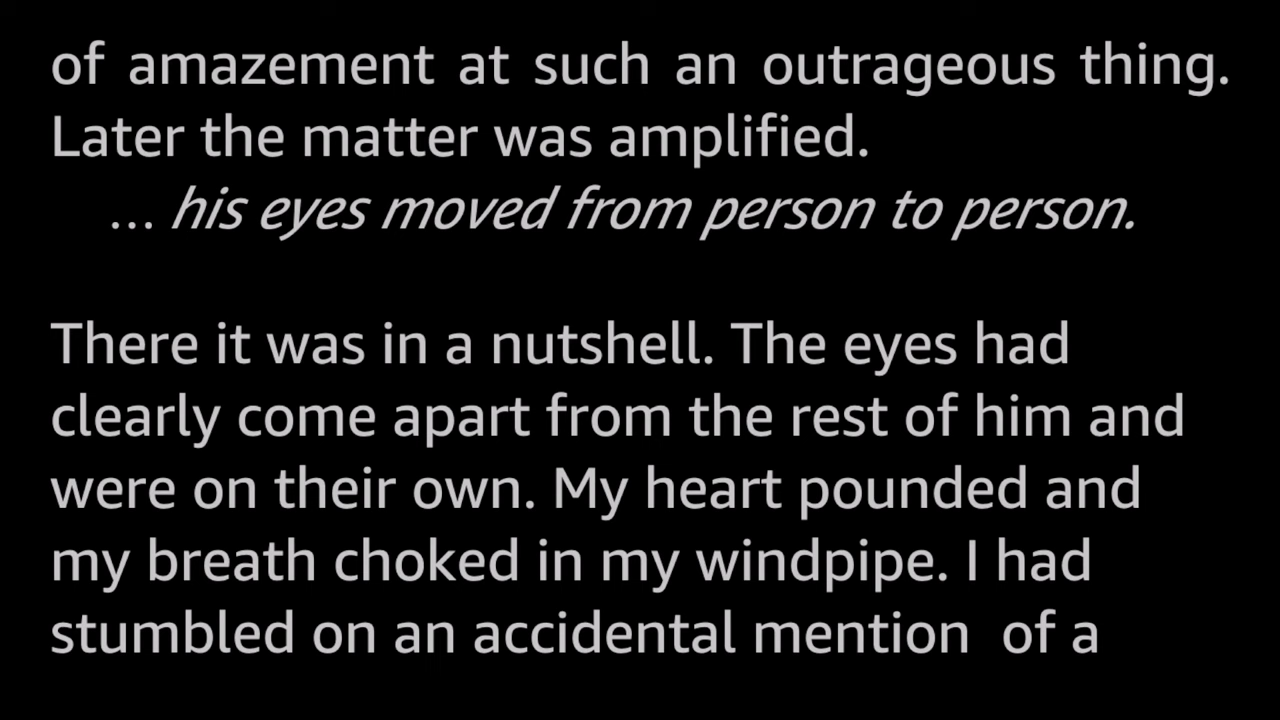 of amazement at such an outrageous thing.
Later the matter was amplified.
… his eyes moved from person to person.
There it was in a nutshell. The eyes had
clearly come apart from the rest of him and
were on their own. My heart pounded and
my breath choked in my windpipe. I had
stumbled on an accidental mention of a